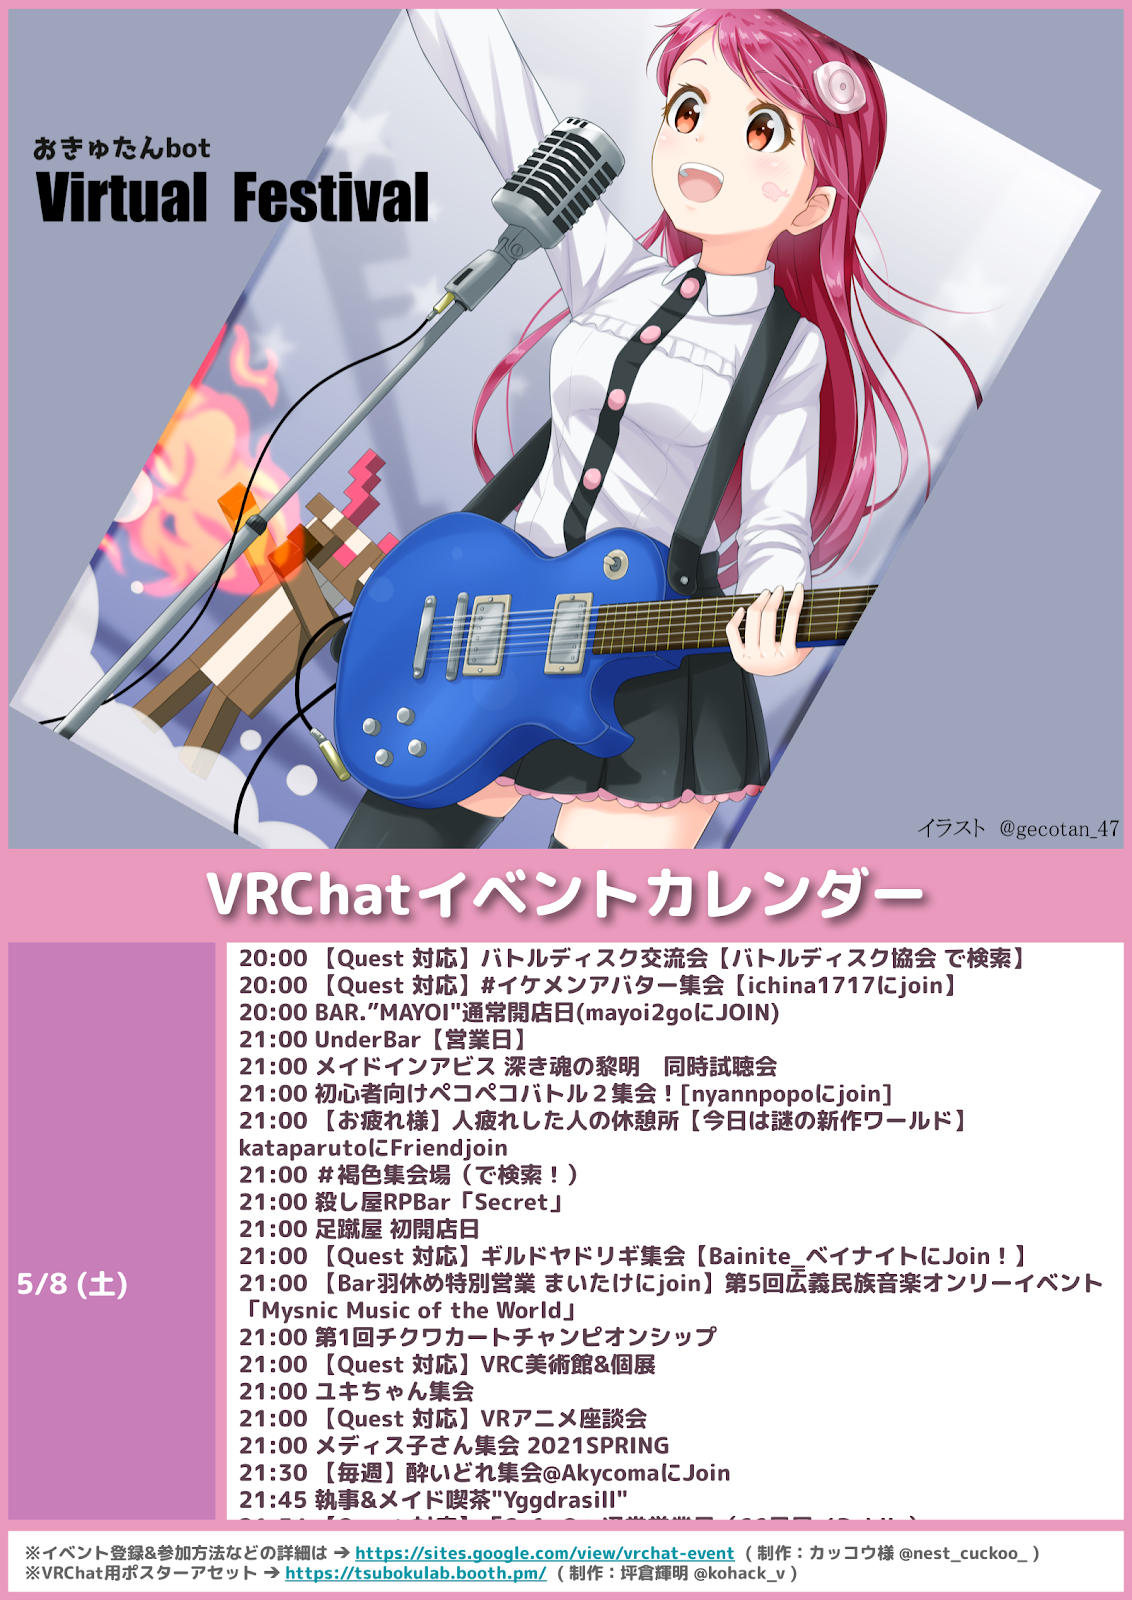 おきゅたんbot
Virtual Festival
イラスト @gecotan_47
VRChatイベントカレンダー
5/8 (土)
20:00 【Quest 対応】バトルディスク交流会【バトルディスク協会 で検索】
20:00 【Quest 対応】#イケメンアバター集会【ichina1717にjoin】
20:00 BAR.”MAYOI"通常開店日(mayoi2goにJOIN)
21:00 UnderBar【営業日】
21:00 メイドインアビス 深き魂の黎明　同時試聴会
21:00 初心者向けペコペコバトル２集会！[nyannpopoにjoin]
21:00 【お疲れ様】人疲れした人の休憩所【今日は謎の新作ワールド】
kataparutoにFriendjoin
21:00 ＃褐色集会場（で検索！）
21:00 殺し屋RPBar「Secret」
21:00 足蹴屋 初開店日
21:00 【Quest 対応】ギルドヤドリギ集会【Bainite‗ベイナイトにJoin！】
21:00 【Bar羽休め特別営業 まいたけにjoin】第5回広義民族音楽オンリーイベント
「Mysnic Music of the World」
21:00 第1回チクワカートチャンピオンシップ
21:00 【Quest 対応】VRC美術館&個展
21:00 ユキちゃん集会
21:00 【Quest 対応】VRアニメ座談会
21:00 メディス子さん集会 2021SPRING
21:30 【毎週】酔いどれ集会@AkycomaにJoin
21:45 執事&メイド喫茶"Yggdrasill"
※イベント登録&参加方法などの詳細は ➔ https://sites.google.com/view/vrchat-event ( 制作：カッコウ様 @nest_cuckoo_ )
※VRChat用ポスターアセット ➔ https://tsubokulab.booth.pm/ ( 制作：坪倉輝明 @kohack_v )